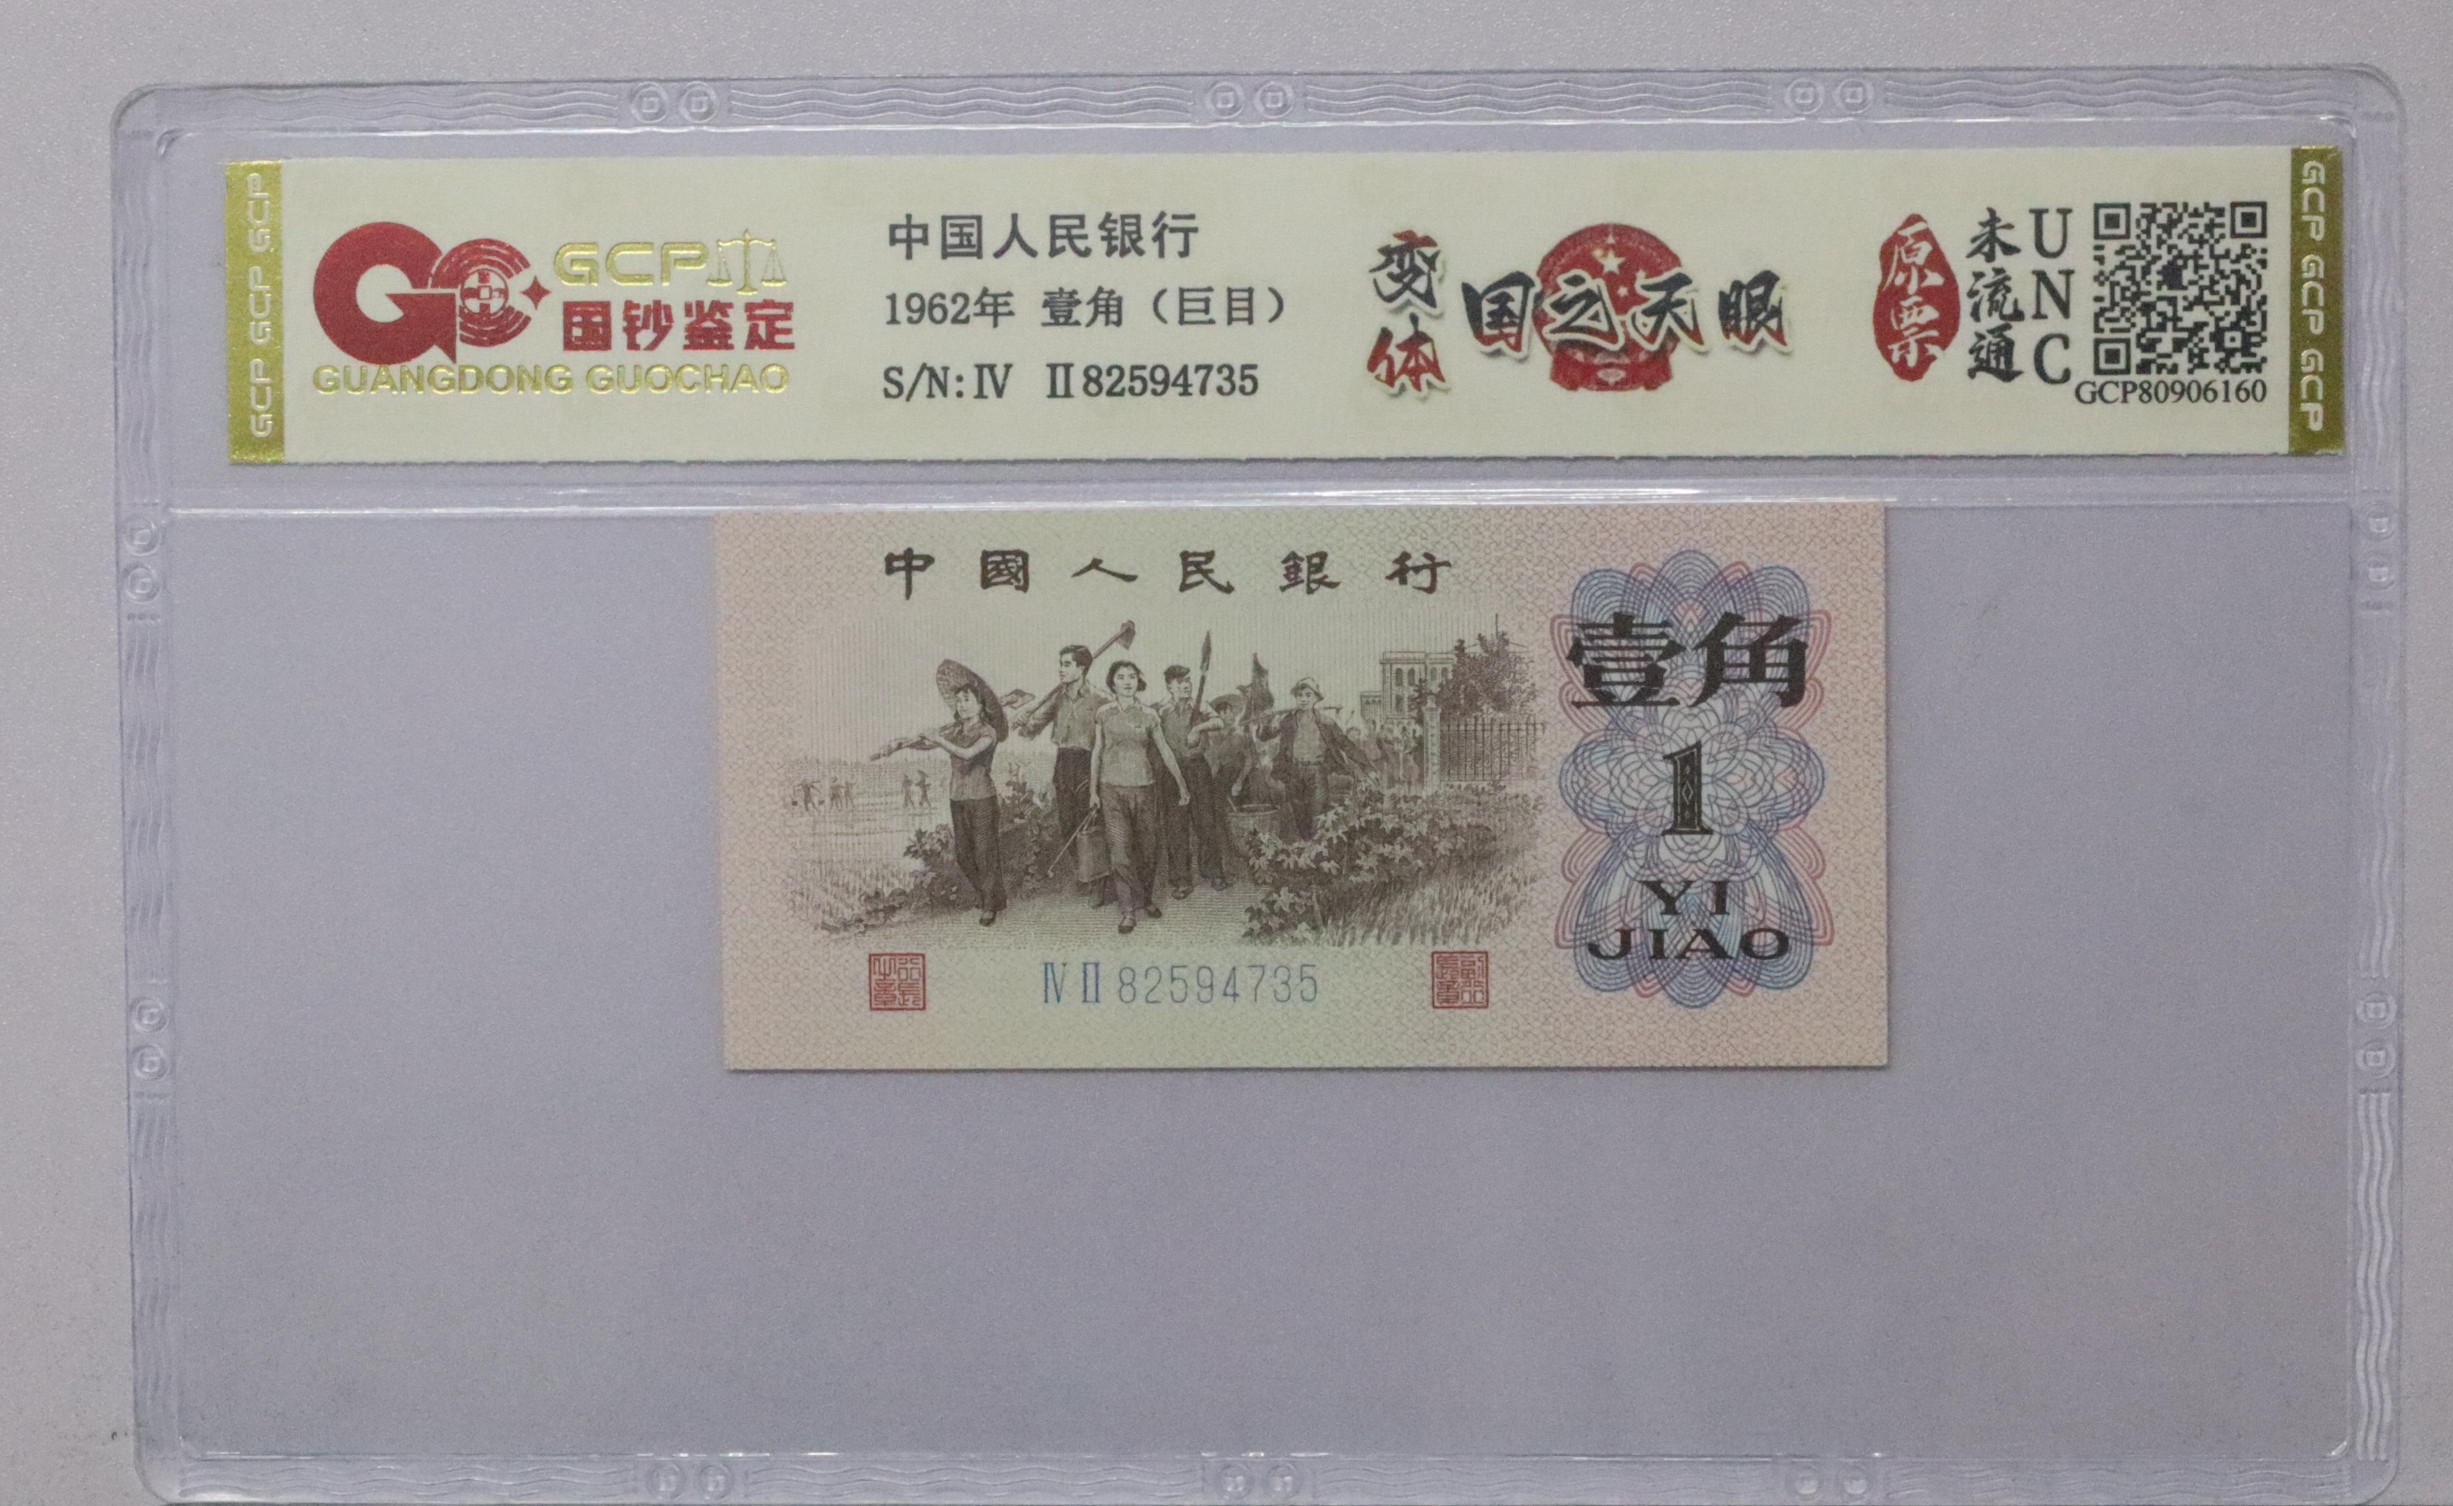 GCP GCP GCP
GCP
国钞鉴定
GUANGDONG GUOCHAO
中国人民银行
1962年 壹角（巨目）
S/N:Ⅳ Ⅱ82594735
变体
国之天眼
原票
未流通
UNC
GCP80906160
GCP GCP GCP
中國人民銀行
壹角
1
YI
JIAO
Ⅳ Ⅱ 82594735